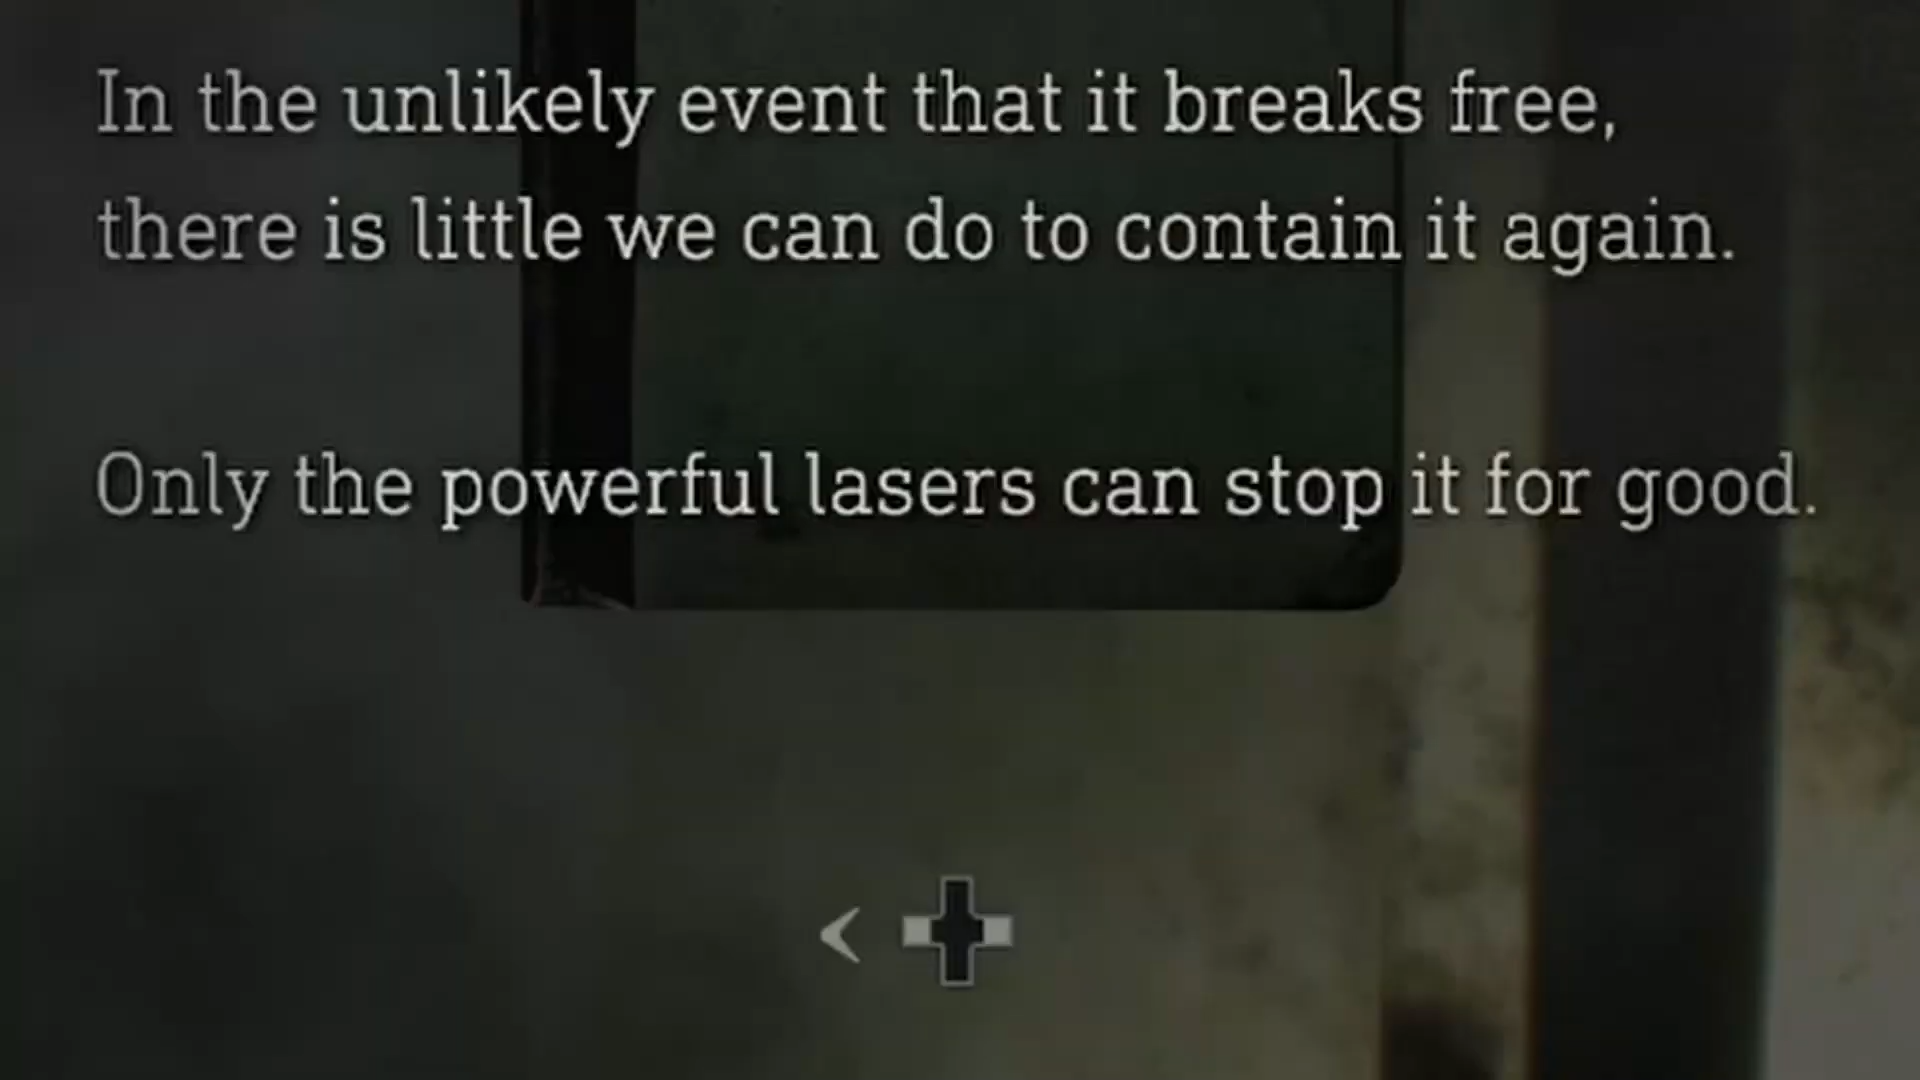 In the unlikely event that it breaks free,
there is little we can do to contain it again.
Only the powerful lasers can stop it for good.